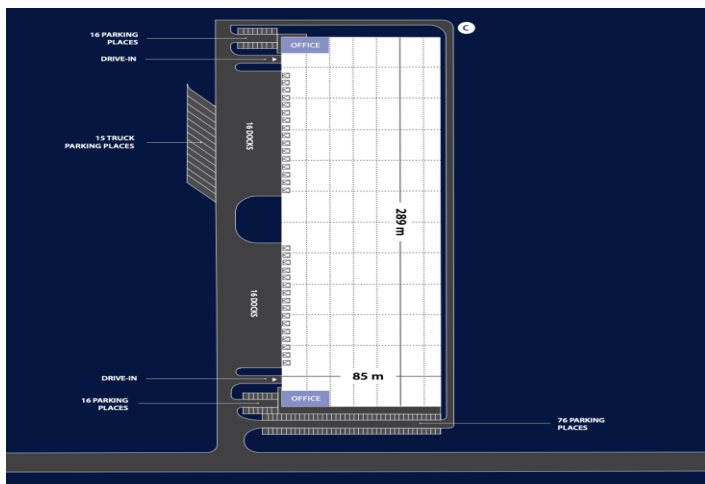 C
16 PARKING
PLACES
OFFICE
DRIVE-IN
16 DOCKS
15 TRUCK
PARKING PLACES
289 m
16 DOCKS
85 m
DRIVE-IN
OFFICE
16 PARKING
PLACES
76 PARKING
PLACES